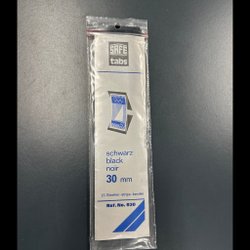 SAFE
tabs
schwarz
black
noir
30 mm
Ref. No. 830